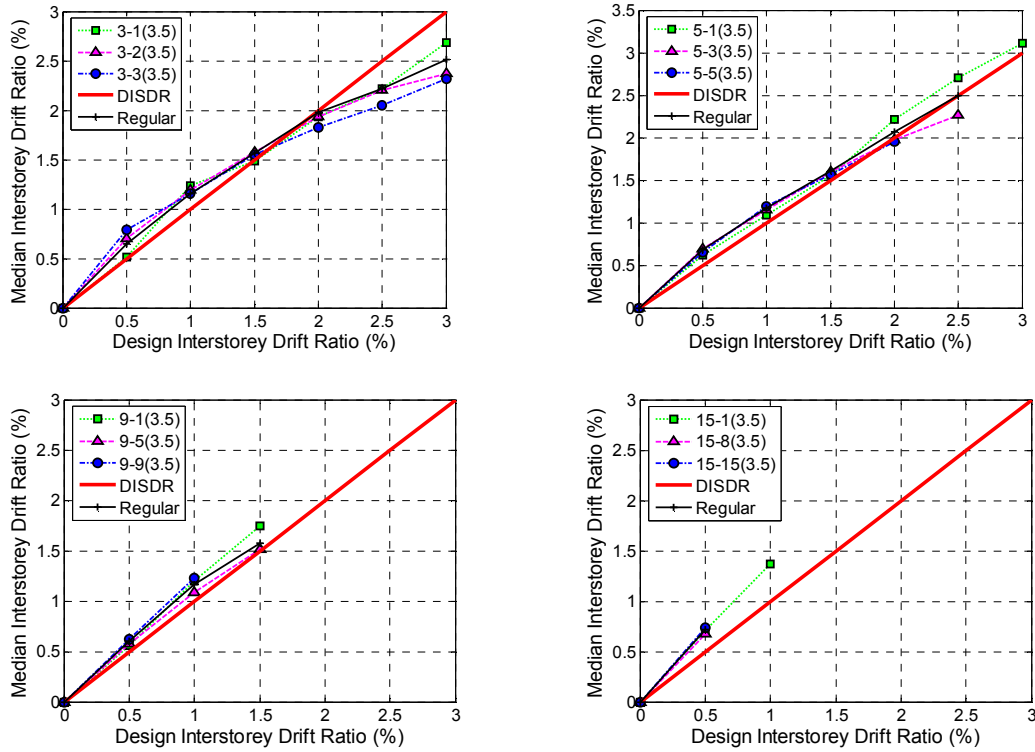 Median Interstorey Drift Ratio (%)
3
2.5
2
1.5
1
0.5
0
3-1(3.5)
3-2(3.5)
3-3(3.5)
DISDR
Regular
0 0.5 1 1.5 2 2.5 3
Design Interstorey Drift Ratio (%)
Median Interstorey Drift Ratio (%)
3.5
3.0
2.5
2.0
1.5
1.0
0.5
0
5-1(3.5)
5-3(3.5)
5-5(3.5)
DISDR
Regular
0 0.5 1 1.5 2 2.5 3
Design Interstorey Drift Ratio (%)
Median Interstorey Drift Ratio (%)
3
2.5
2
1.5
1
0.5
0
9-1(3.5)
9-5(3.5)
9-9(3.5)
DISDR
Regular
0 0.5 1 1.5 2 2.5 3
Design Interstorey Drift Ratio (%)
Median Interstorey Drift Ratio (%)
3
2.5
2
1.5
1
0.5
0
15-1(3.5)
15-8(3.5)
15-15(3.5)
DISDR
Regular
0 0.5 1 1.5 2 2.5 3
Design Interstorey Drift Ratio (%)